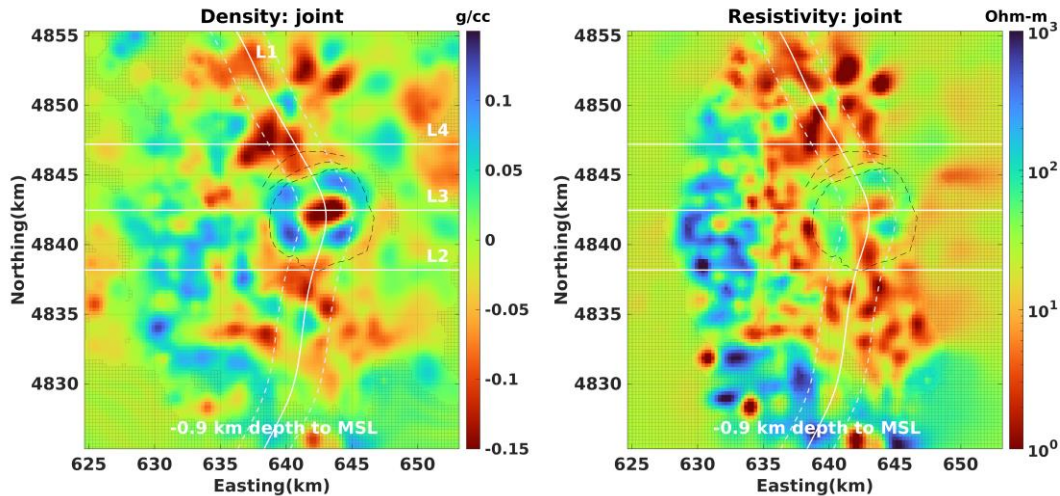 Density: joint
g/cc
4855
4850
4845
4840
4835
4830
Northing(km)
L1
L4
L3
L2
-0.9 km depth to MSL
625
630
635
640
645
650
Easting(km)
0.1
0.05
0
-0.05
-0.1
-0.15
Resistivity: joint
Ohm-m
4855
4850
4845
4840
4835
4830
Northing(km)
-0.9 km depth to MSL
625
630
635
640
645
650
Easting(km)
10³
10²
10¹
10⁰